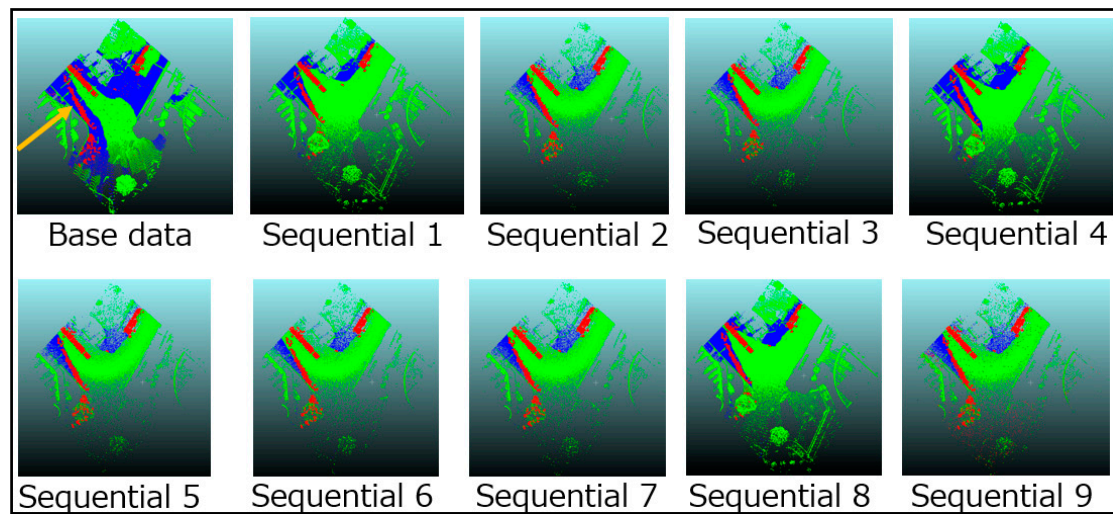 Base data
Sequential 1
Sequential 2
Sequential 3
Sequential 4
Sequential 5
Sequential 6
Sequential 7
Sequential 8
Sequential 9